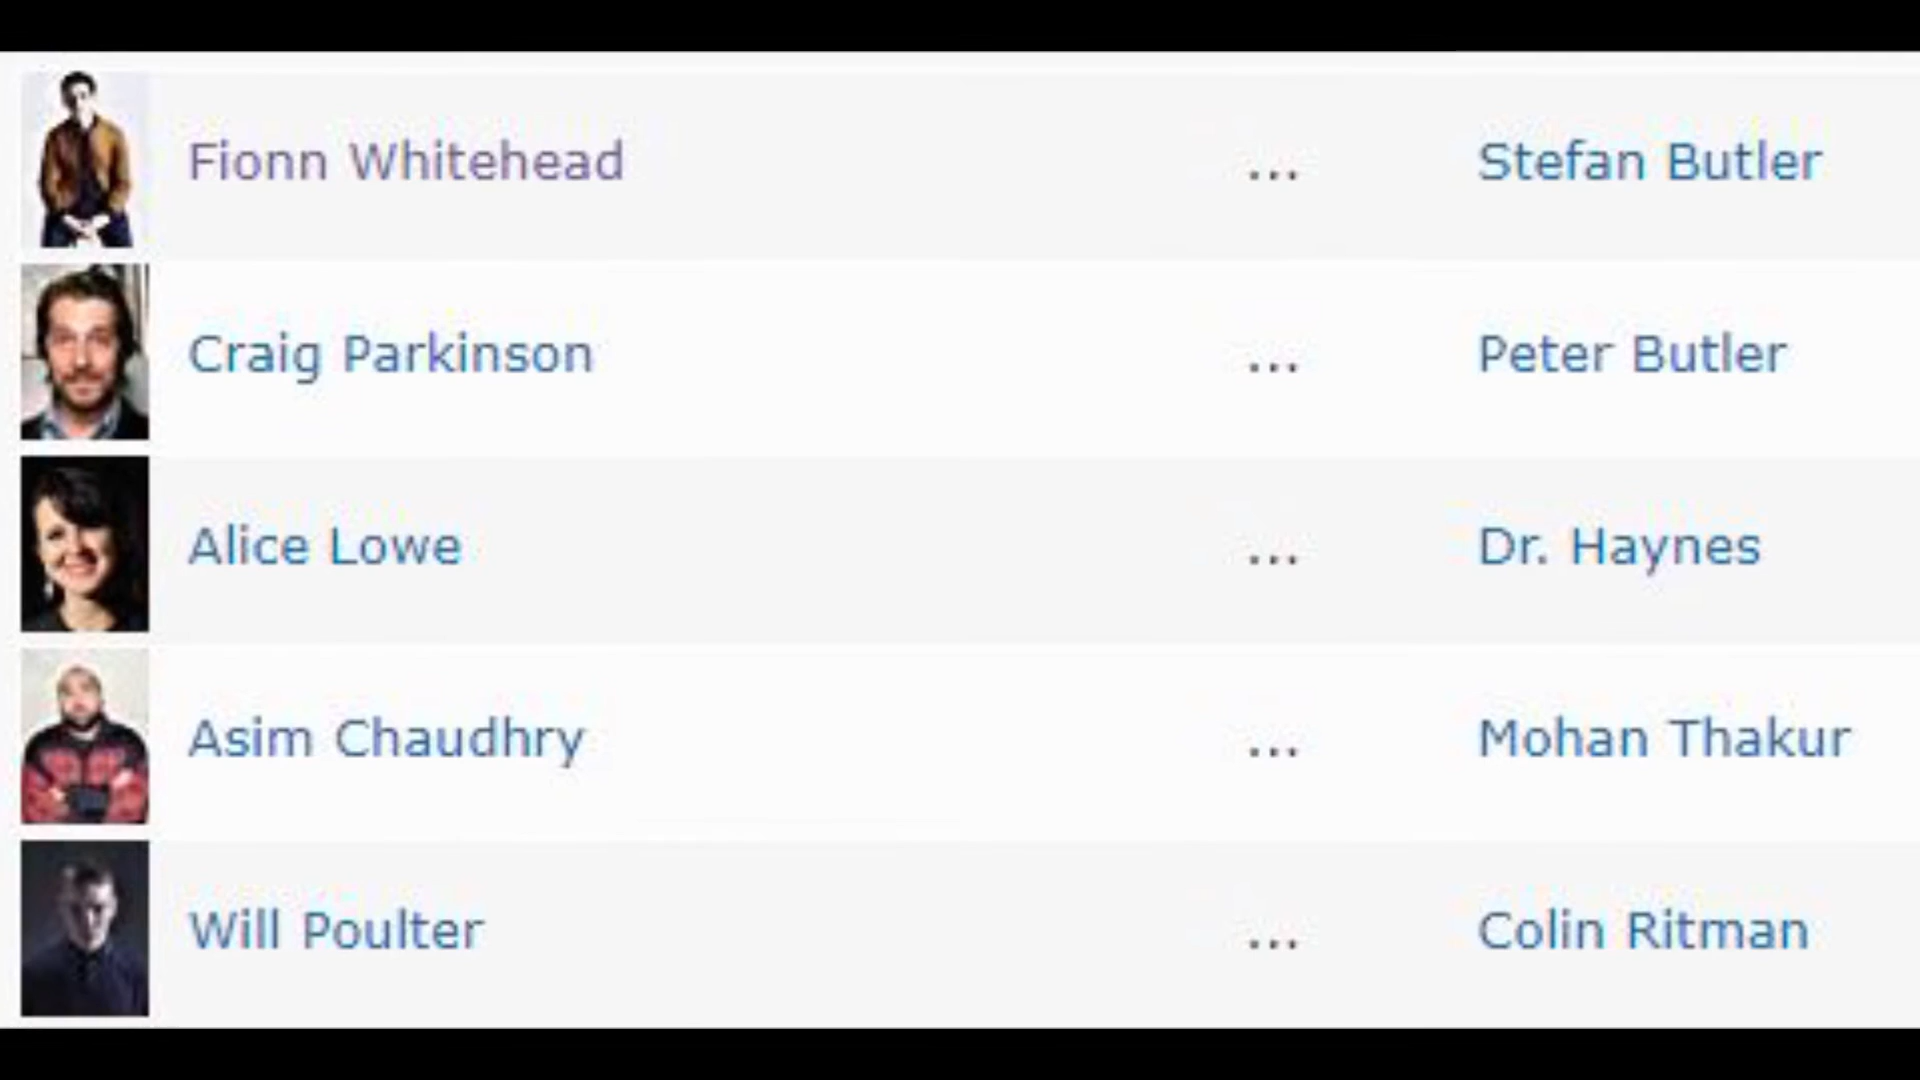 Fionn Whitehead ... Stefan Butler
Craig Parkinson ... Peter Butler
Alice Lowe ... Dr. Haynes
Asim Chaudhry ... Mohan Thakur
Will Poulter ... Colin Ritman